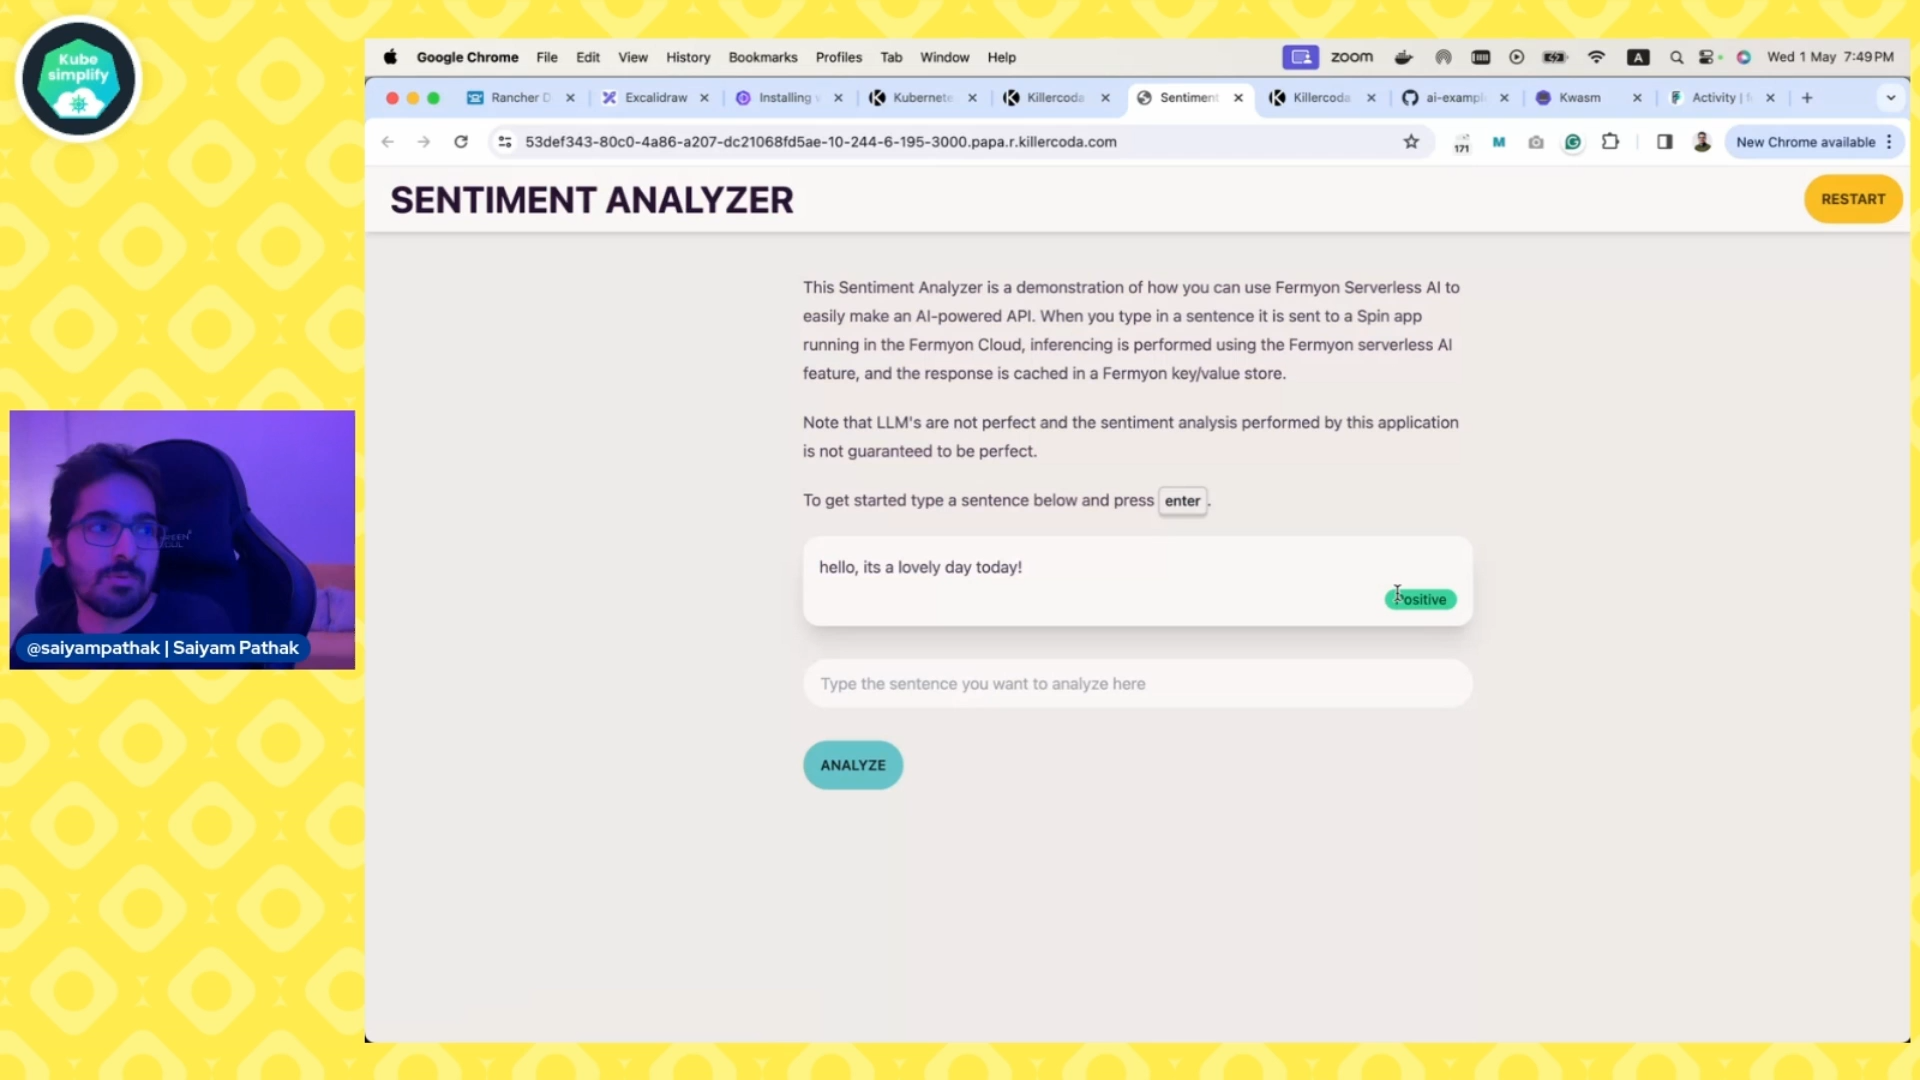 Kube
simplify
Google Chrome File Edit View History Bookmarks Profiles Tab Window Help
zoom
A
Wed 1 May 7:49 PM
Rancher D
Excalidraw
Installing
Kubernete
Killercoda
Sentiment
Killercoda
ai-exampl
Kwasm
Activity |
53def343-80c0-4a86-a207-dc21068fd5ae-10-244-6-195-3000.papa.r.killercoda.com
171
M
New Chrome available
SENTIMENT ANALYZER
RESTART
This Sentiment Analyzer is a demonstration of how you can use Fermyon Serverless AI to
easily make an AI-powered API. When you type in a sentence it is sent to a Spin app
running in the Fermyon Cloud, inferencing is performed using the Fermyon serverless AI
feature, and the response is cached in a Fermyon key/value store.
Note that LLM's are not perfect and the sentiment analysis performed by this application
is not guaranteed to be perfect.
To get started type a sentence below and press enter.
hello, its a lovely day today!
Positive
Type the sentence you want to analyze here
ANALYZE
@saiyampathak | Saiyam Pathak